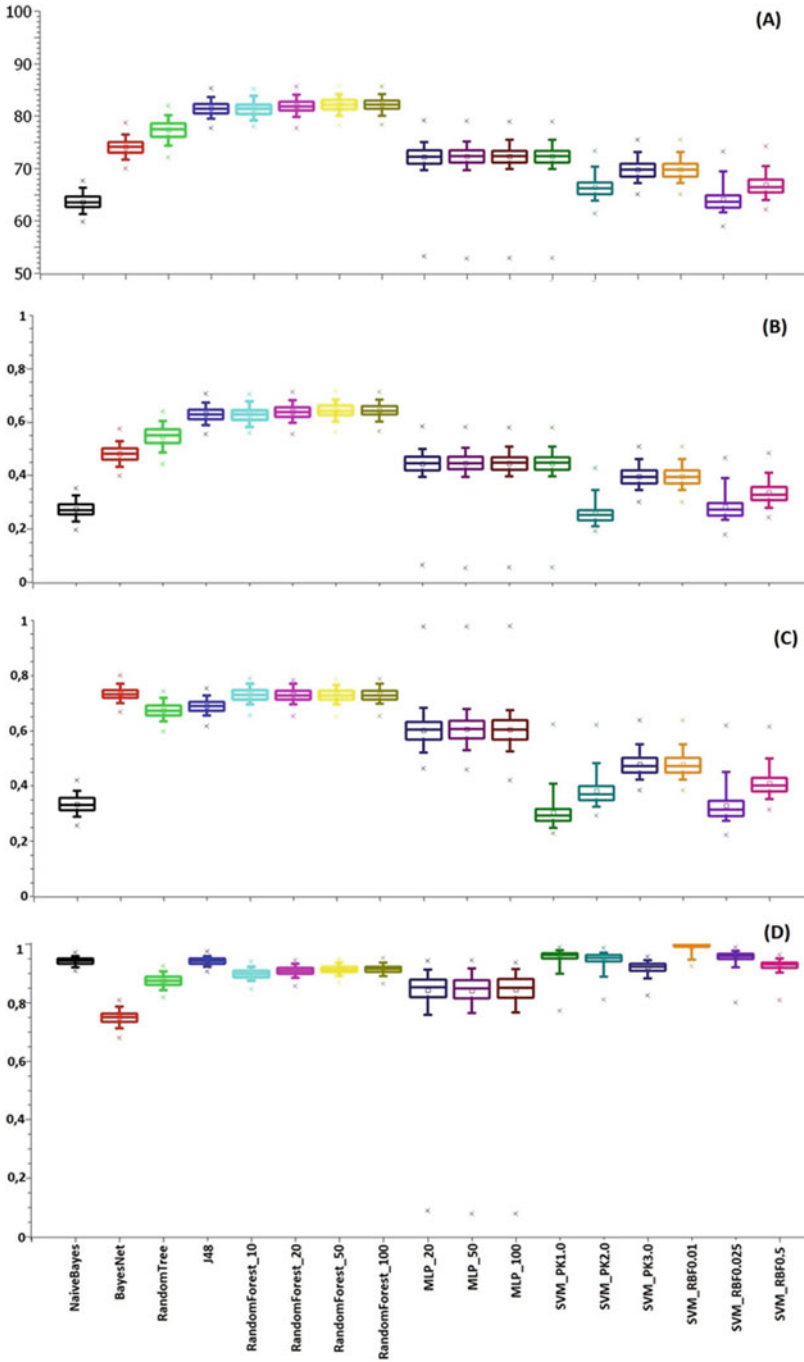 (A)
100
90
80
70
60
50
(B)
1
0,8
0,6
0,4
0,2
0
(C)
1
0,8
0,6
0,4
0,2
0
(D)
1
0,8
0,6
0,4
0,2
0
NaiveBayes
BayesNet
RandomTree
J48
RandomForest_10
RandomForest_20
RandomForest_50
RandomForest_100
MLP_20
MLP_50
MLP_100
SVM_PK1.0
SVM_PK2.0
SVM_PK3.0
SVM_RBF0.01
SVM_RBF0.025
SVM_RBF0.5